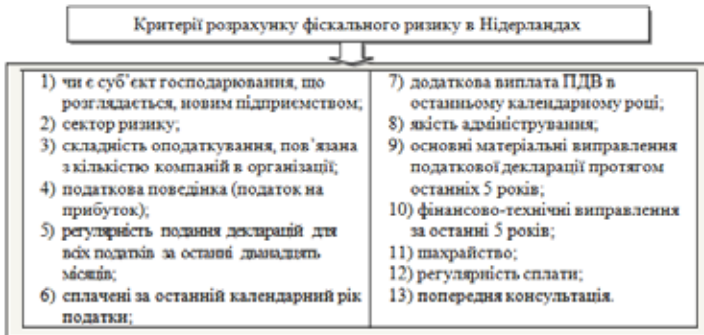 Критерії розрахунку фіскального ризику в Нідерландах
1) чи є суб’єкт господарювання, що
розглядається, новим підприємством;
2) сектор ризику;
3) складність оподаткування, пов’язана
з кількістю компаній в організації;
4) податкова поведінка (податок на
прибуток);
5) регулярність подання декларацій для
всіх податків за останні дванадцять
місяців;
6) сплачені за останній календарний рік
податки;
7) додаткова виплата ПДВ в
останньому календарному році;
8) якість адміністрування;
9) основні матеріальні виправлення
податкової декларації протягом
останніх 5 років;
10) фінансово-технічні виправлення
за останні 5 років;
11) шахрайство;
12) регулярність сплати;
13) попередня консультація.